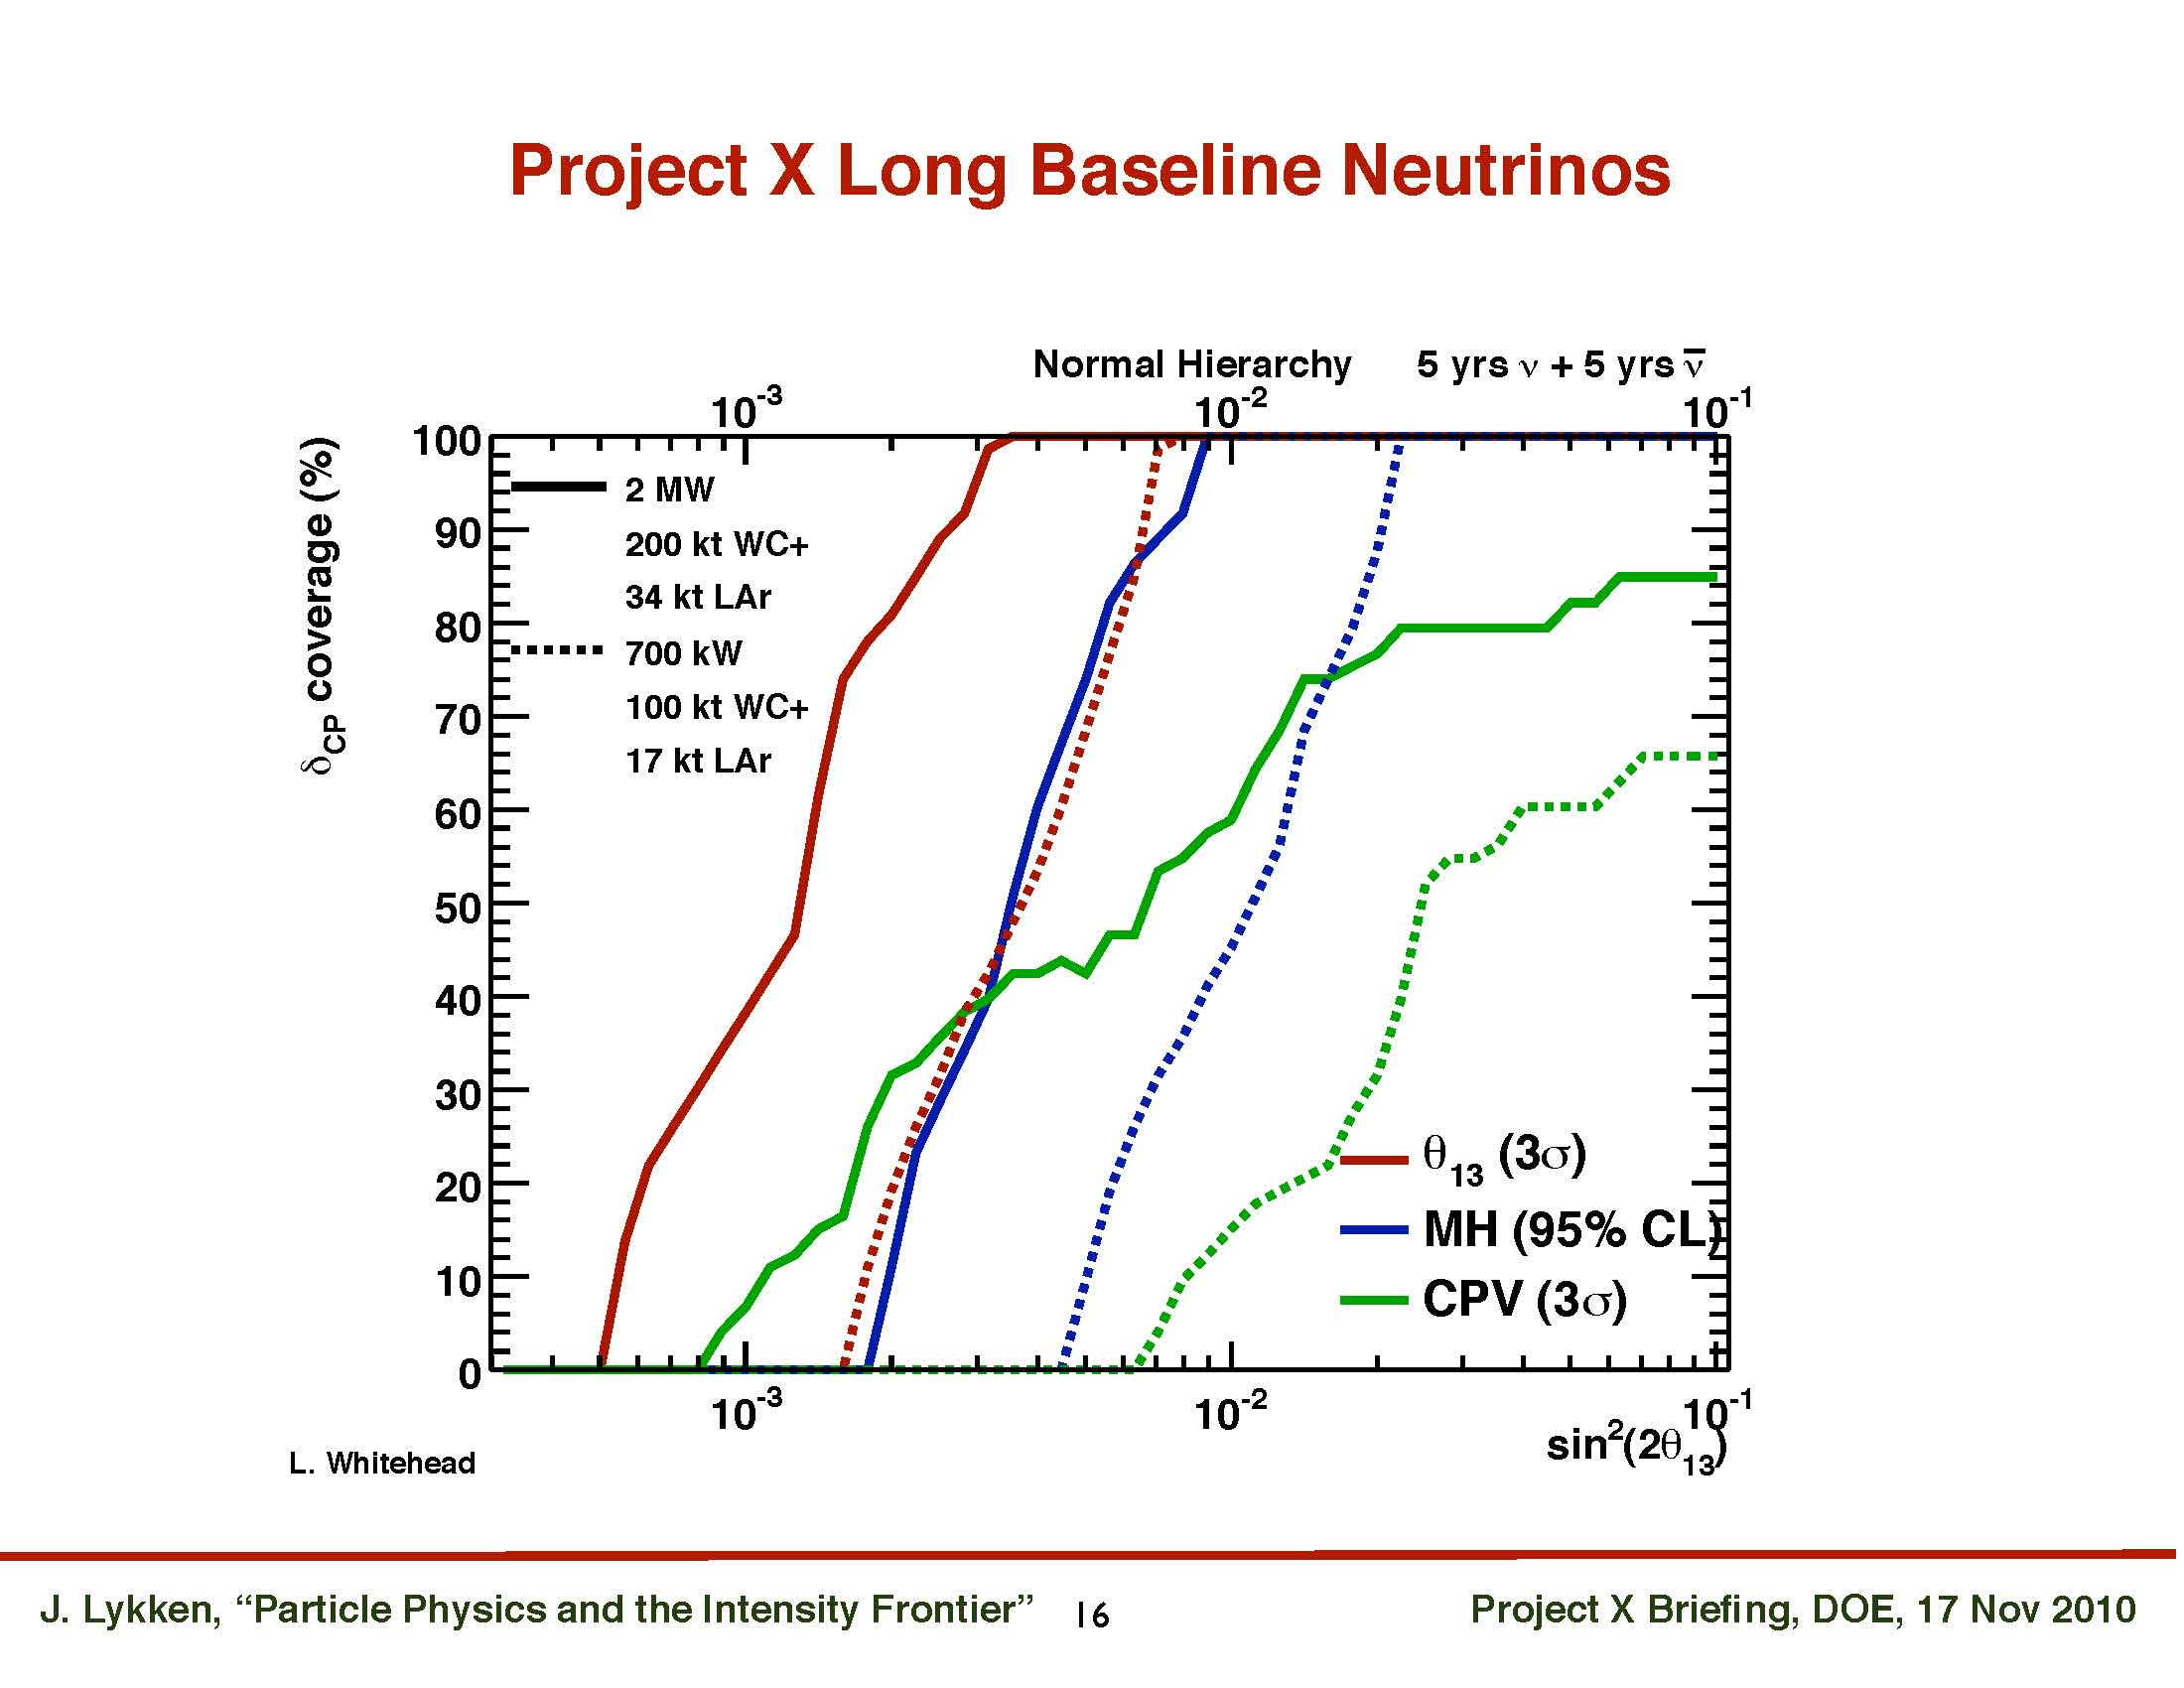 Project X Long Baseline Neutrinos
Normal Hierarchy 5 yrs ν + 5 yrs ν̅
10⁻³ 10⁻² 10⁻¹
δCP coverage (%)
100
90
80
70
60
50
40
30
20
10
0
2 MW
200 kt WC+
34 kt LAr
700 kW
100 kt WC+
17 kt LAr
θ₁₃ (3σ)
MH (95% CL)
CPV (3σ)
10⁻³ 10⁻² 10⁻¹
sin²(2θ₁₃)
L. Whitehead
J. Lykken, “Particle Physics and the Intensity Frontier” 16 Project X Briefing, DOE, 17 Nov 2010